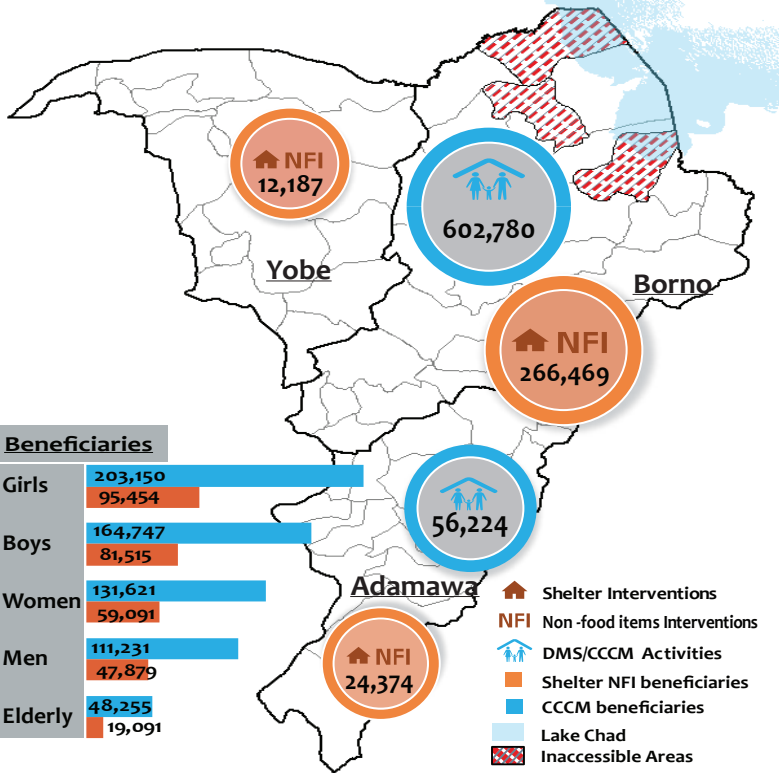 NFI
12,187
602,780
Yobe
Borno
NFI
266,469
Beneficiaries
Girls
203,150
95,454
Boys
164,747
81,515
Women
131,621
59,091
Men
111,231
47,879
Elderly
48,255
19,091
56,224
Adamawa
NFI
24,374
Shelter Interventions
NFI Non -food items Interventions
DMS/CCCM Activities
Shelter NFI beneficiaries
CCCM beneficiaries
Lake Chad
Inaccessible Areas